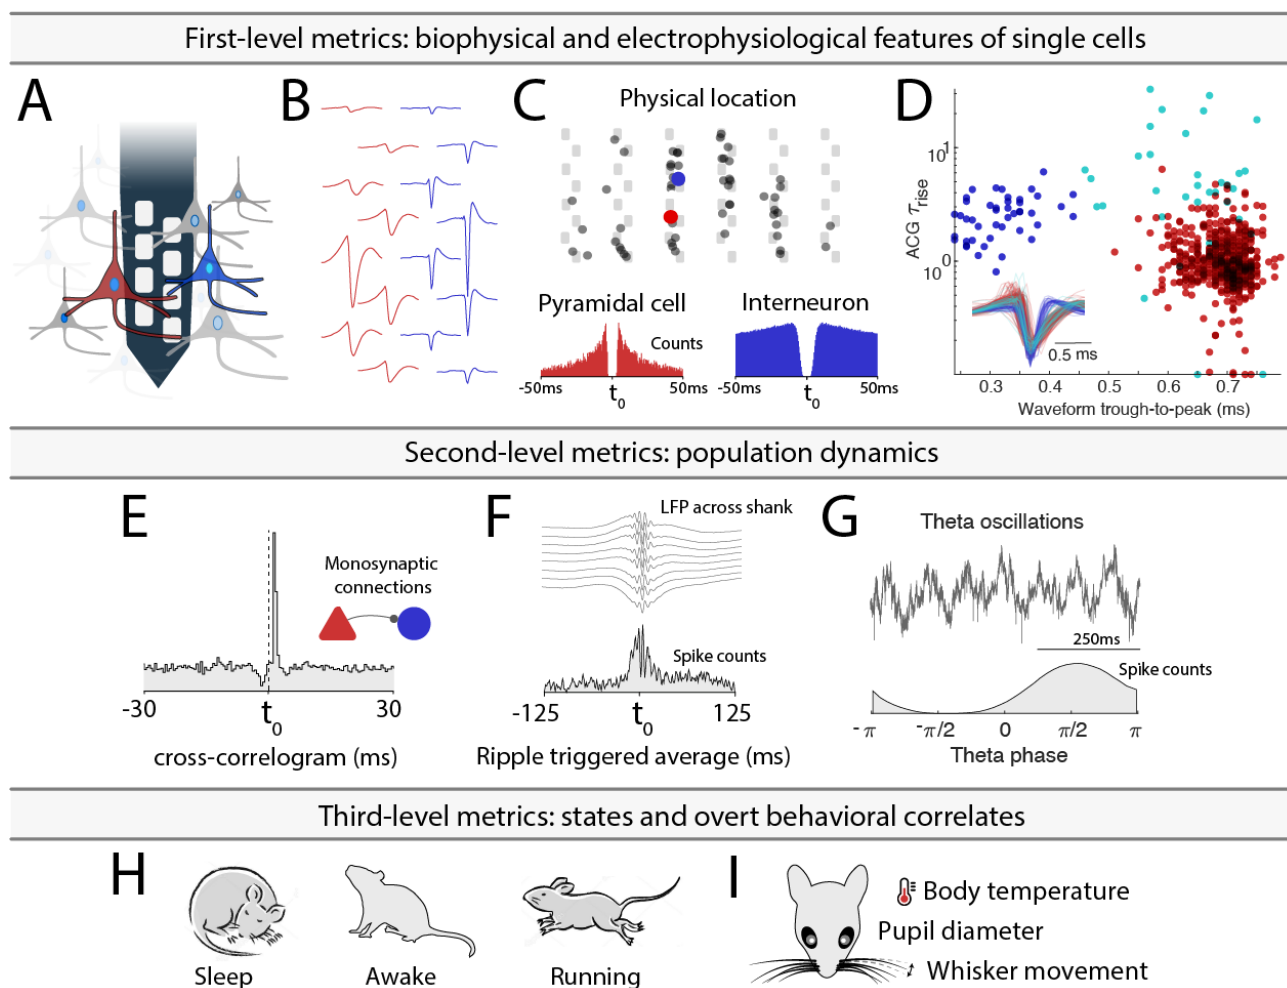 First-level metrics: biophysical and electrophysiological features of single cells
A
B
C
Physical location
Pyramidal cell
Counts
-50ms
t0
50ms
Interneuron
-50ms
t0
50ms
D
ACG τrise
10^1
10^0
0.5 ms
0.3 0.4 0.5 0.6 0.7
Waveform trough-to-peak (ms)
Second-level metrics: population dynamics
E
Monosynaptic
connections
-30
t0
30
cross-correlogram (ms)
F
LFP across shank
Spike counts
-125
t0
125
Ripple triggered average (ms)
G
Theta oscillations
250ms
Spike counts
-π -π/2 0 π/2 π
Theta phase
Third-level metrics: states and overt behavioral correlates
H
Sleep
Awake
Running
I
Body temperature
Pupil diameter
Whisker movement